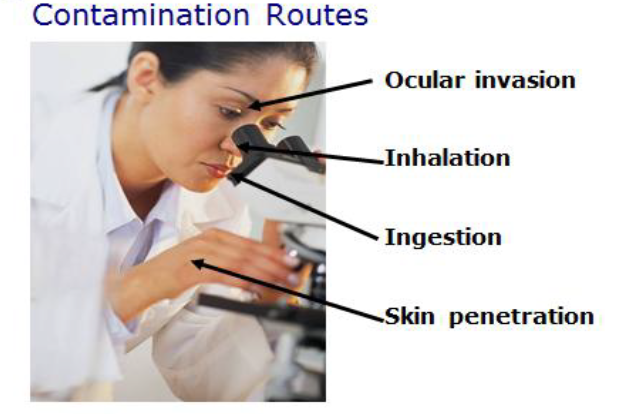 Contamination Routes
Ocular invasion
Inhalation
Ingestion
Skin penetration